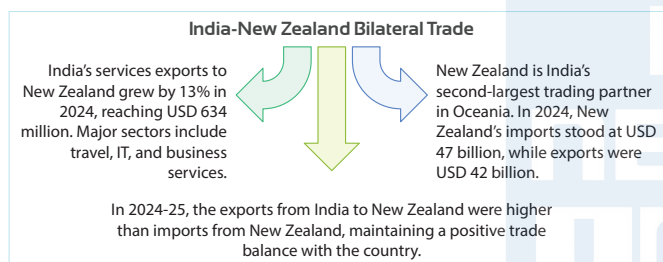 India-New Zealand Bilateral Trade
India's services exports to
New Zealand grew by 13% in
2024, reaching USD 634
million. Major sectors include
travel, IT, and business
services.
New Zealand is India's
second-largest trading partner
in Oceania. In 2024, New
Zealand's imports stood at USD
47 billion, while exports were
USD 42 billion.
In 2024-25, the exports from India to New Zealand were higher
than imports from New Zealand, maintaining a positive trade
balance with the country.